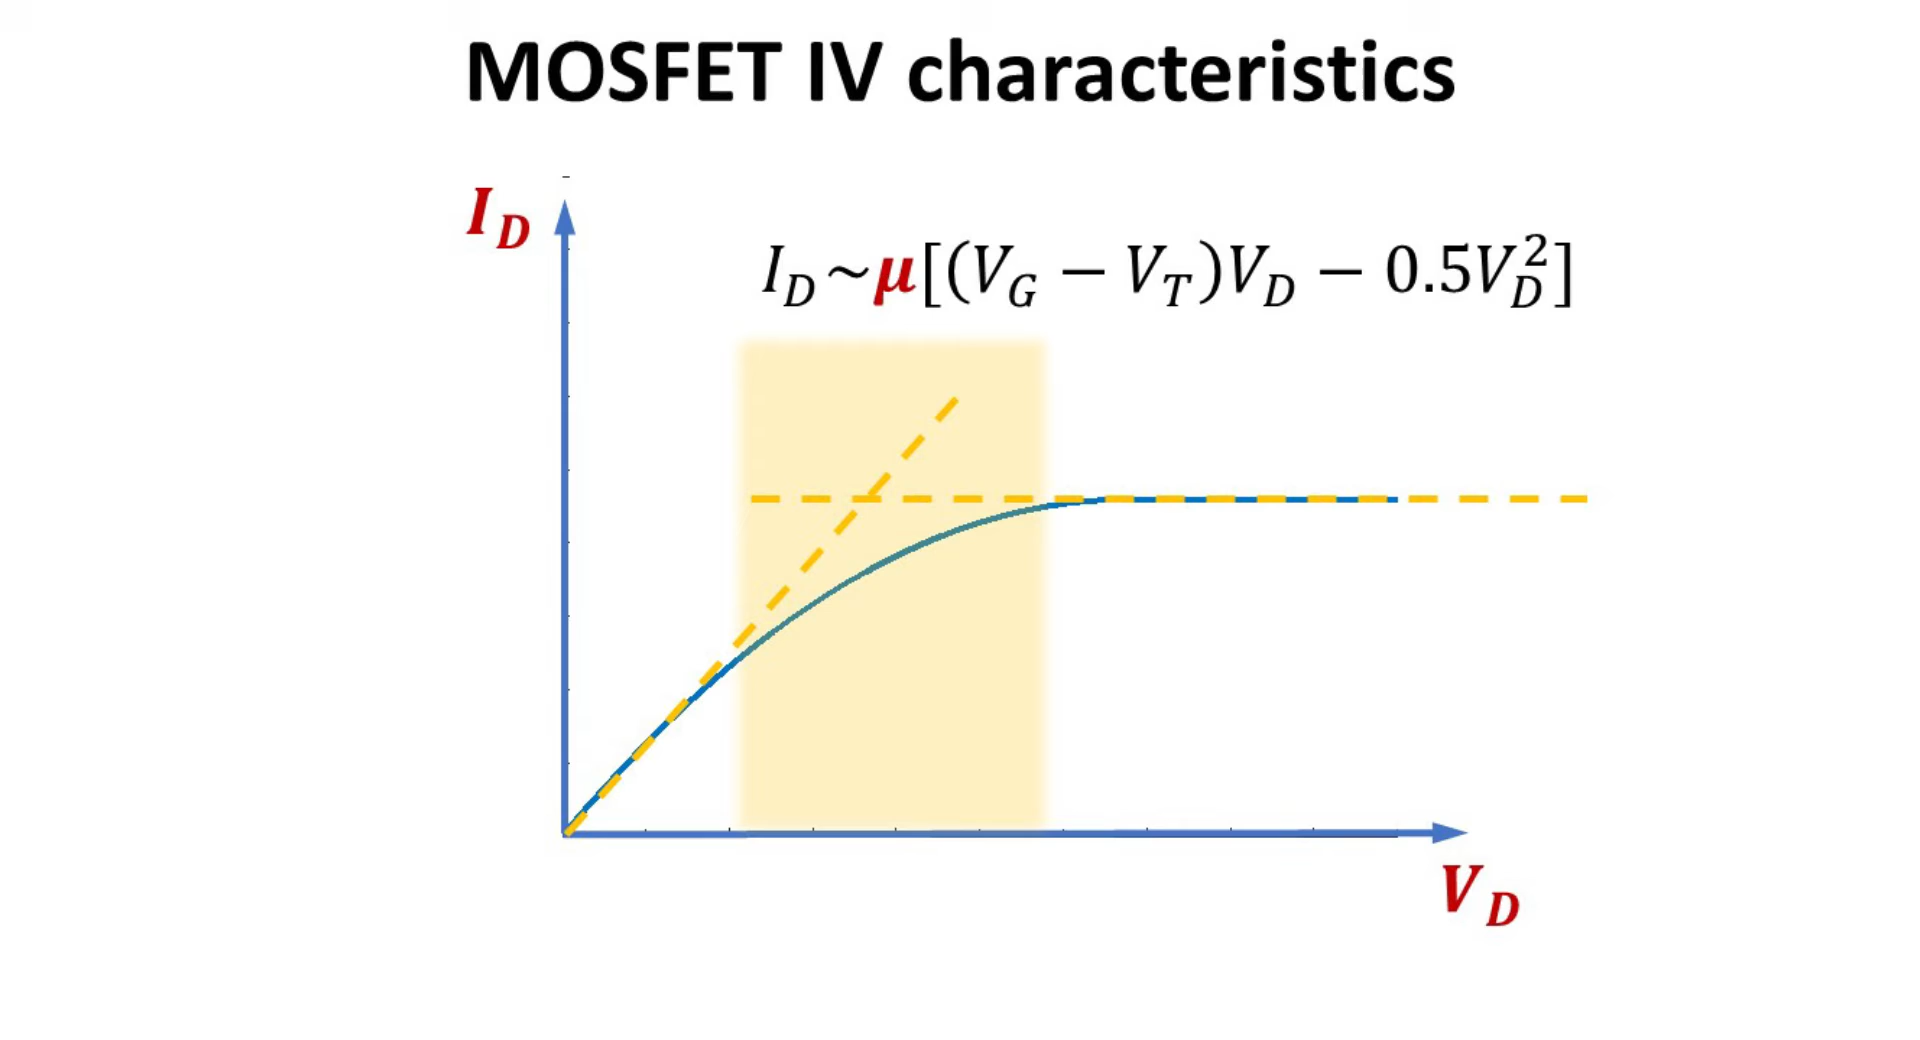 MOSFET IV characteristics
I_D
I_D~μ[(V_G − V_T)V_D − 0.5V_D^2]
V_D